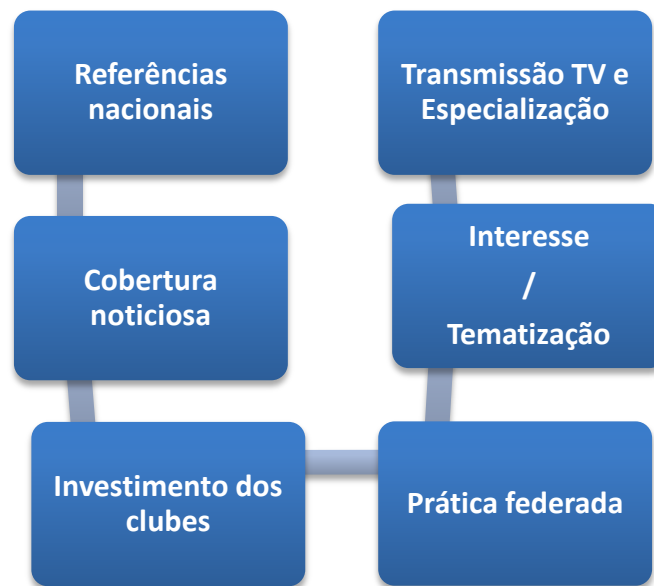 Referências
nacionais
Cobertura
noticiosa
Investimento dos
clubes
Prática federada
Interesse
/
Tematização
Transmissão TV e
Especialização